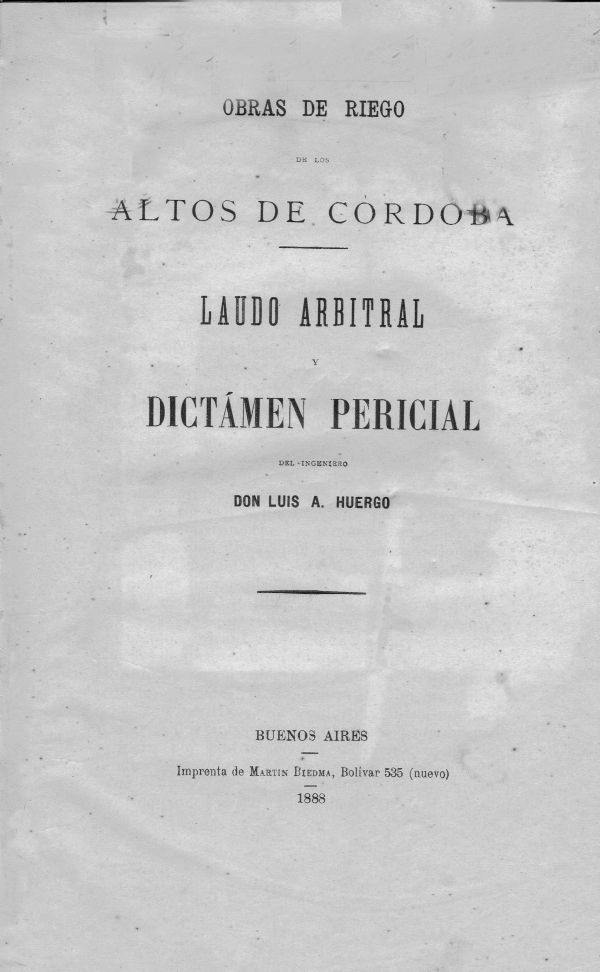 OBRAS DE RIEGO
DE LOS
ALTOS DE CÓRDOBA
LAUDO ARBITRAL
Y
DICTÁMEN PERICIAL
DEL INGENIERO
DON LUIS A. HUERGO
BUENOS AIRES
Imprenta de MARTIN BIEDMA, Bolívar 535 (nuevo)
1888